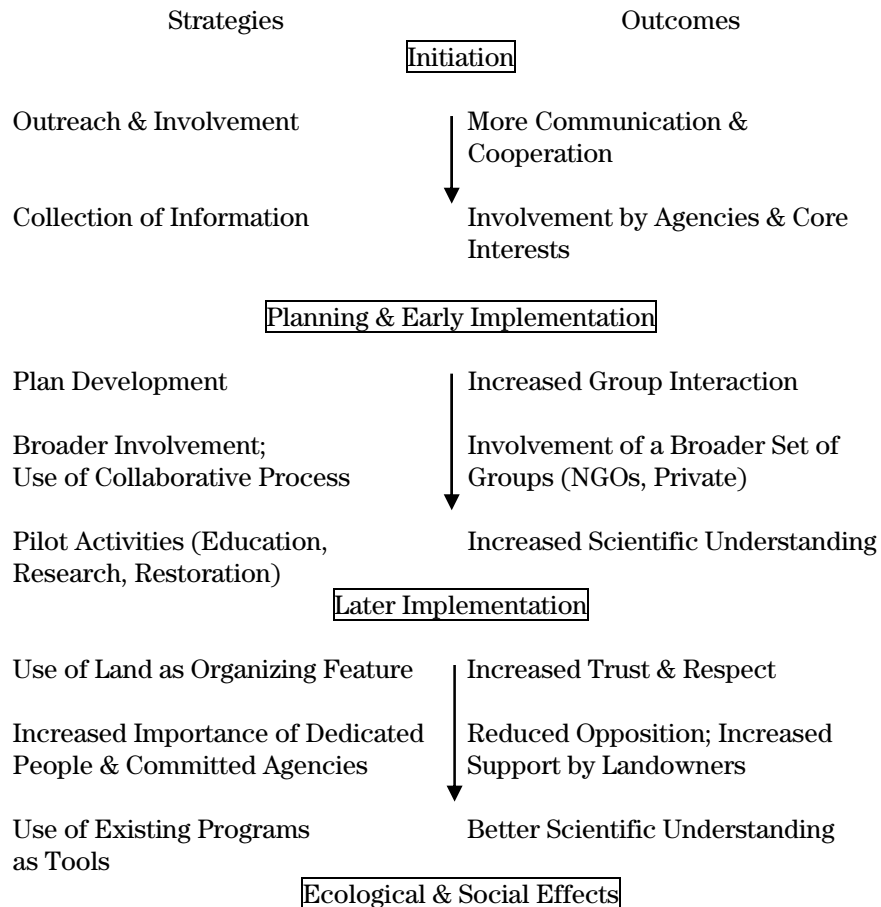 Strategies
Outcomes
Initiation
Outreach & Involvement
More Communication &
Cooperation
Collection of Information
Involvement by Agencies & Core
Interests
Planning & Early Implementation
Plan Development
Increased Group Interaction
Broader Involvement;
Use of Collaborative Process
Involvement of a Broader Set of
Groups (NGOs, Private)
Pilot Activities (Education,
Research, Restoration)
Increased Scientific Understanding
Later Implementation
Use of Land as Organizing Feature
Increased Trust & Respect
Increased Importance of Dedicated
People & Committed Agencies
Reduced Opposition; Increased
Support by Landowners
Use of Existing Programs
as Tools
Better Scientific Understanding
Ecological & Social Effects